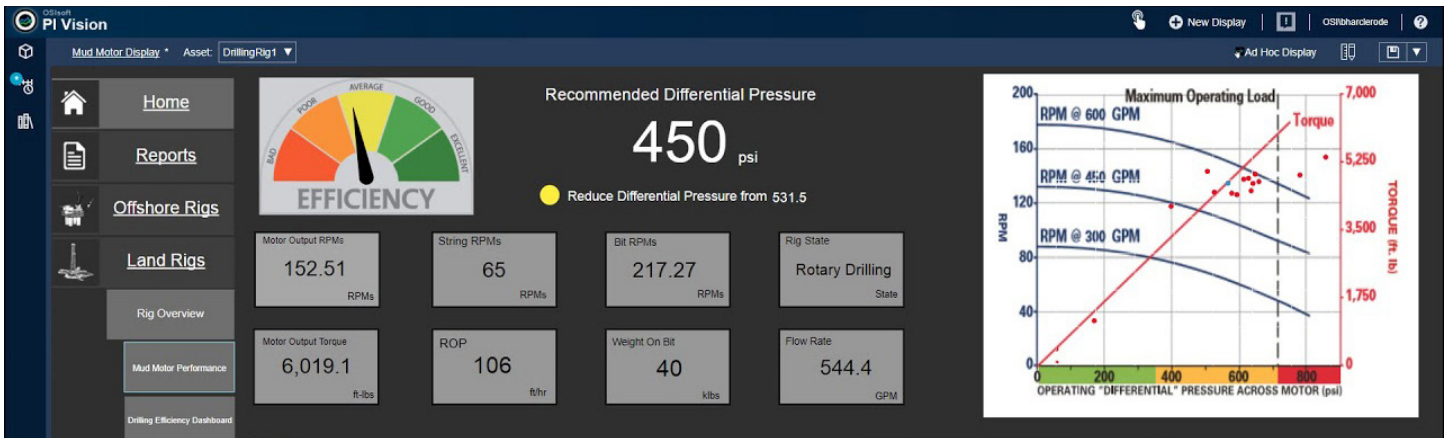 OSIsoft
PI Vision
New Display
OSI\bharderode
Mud Motor Display * Asset: DrillingRig1
Ad Hoc Display
Home
Reports
Offshore Rigs
Land Rigs
Rig Overview
Mud Motor Performance
Drilling Efficiency Dashboard
BAD
POOR
AVERAGE
GOOD
EXCELLENT
EFFICIENCY
Recommended Differential Pressure
450 psi
Reduce Differential Pressure from 531.5
Motor Output RPMs
152.51
RPMs
String RPMs
65
RPMs
Bit RPMs
217.27
RPMs
Rig State
Rotary Drilling
State
Motor Output Torque
6,019.1
ft-lbs
ROP
106
ft/hr
Weight On Bit
40
klbs
Flow Rate
544.4
GPM
Maximum Operating Load
RPM @ 600 GPM
Torque
RPM @ 450 GPM
RPM @ 300 GPM
200
160
120
80
40
0
RPM
7,000
5,250
3,500
1,750
0
TORQUE (ft. lb)
0 200 400 600 800
OPERATING "DIFFERENTIAL" PRESSURE ACROSS MOTOR (psi)